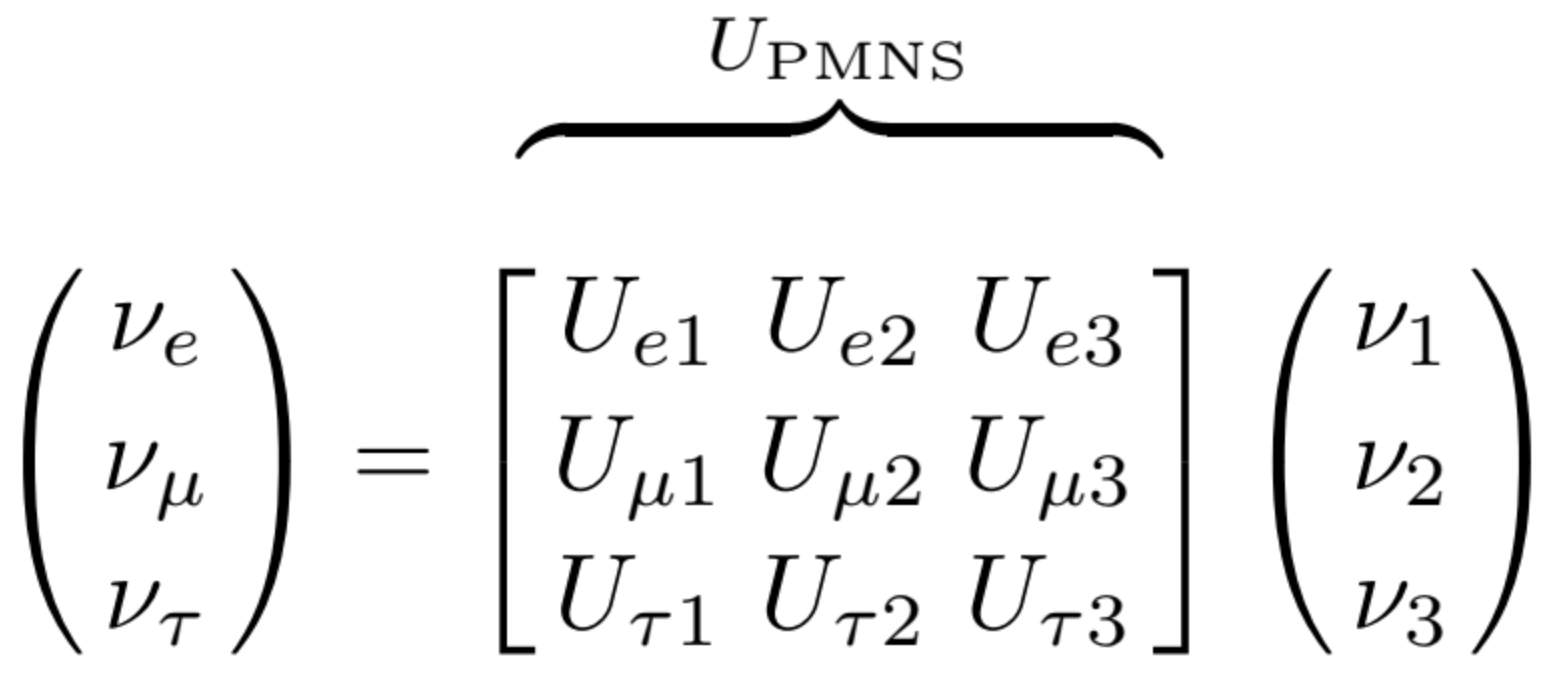 U_PMNS
ν_e U_e1 U_e2 U_e3 ν_1
ν_μ = U_μ1 U_μ2 U_μ3 ν_2
ν_τ U_τ1 U_τ2 U_τ3 ν_3